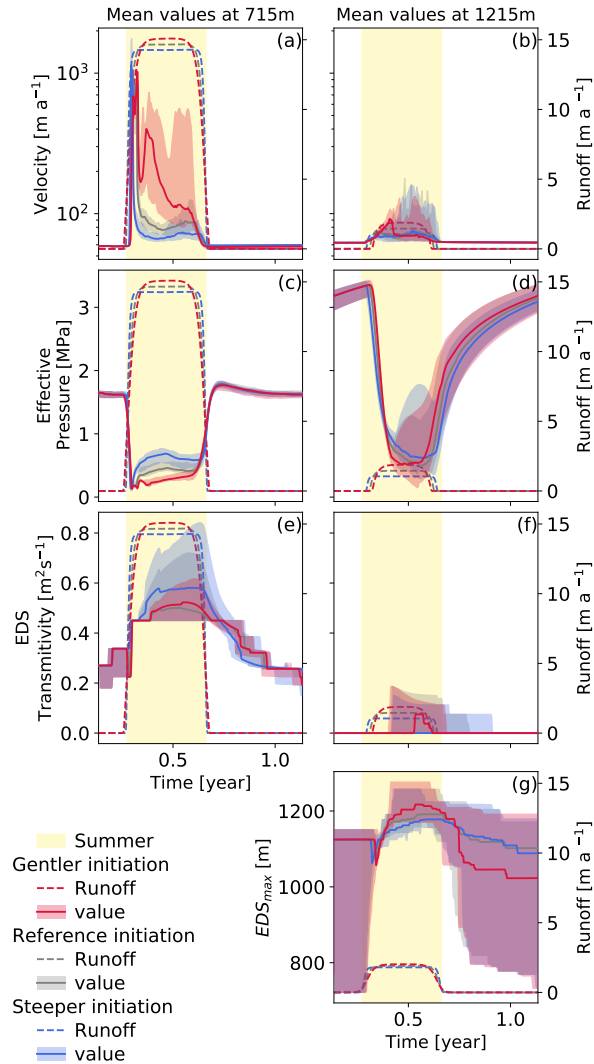 Mean values at 715m
Mean values at 1215m
(a)
(b)
10³
10²
Velocity [m a⁻¹]
15
10
5
0
Runoff [m a⁻¹]
(c)
(d)
3
2
1
0
Effective
Pressure [MPa]
15
10
5
0
Runoff [m a⁻¹]
(e)
(f)
0.8
0.6
0.4
0.2
0.0
EDS
Transmitivity [m²s⁻¹]
15
10
5
0
Runoff [m a⁻¹]
0.5
1.0
Time [year]
(g)
1200
1000
800
EDSmax [m]
15
10
5
0
Runoff [m a⁻¹]
0.5
1.0
Time [year]
Summer
Gentler initiation
Runoff
value
Reference initiation
Runoff
value
Steeper initiation
Runoff
value